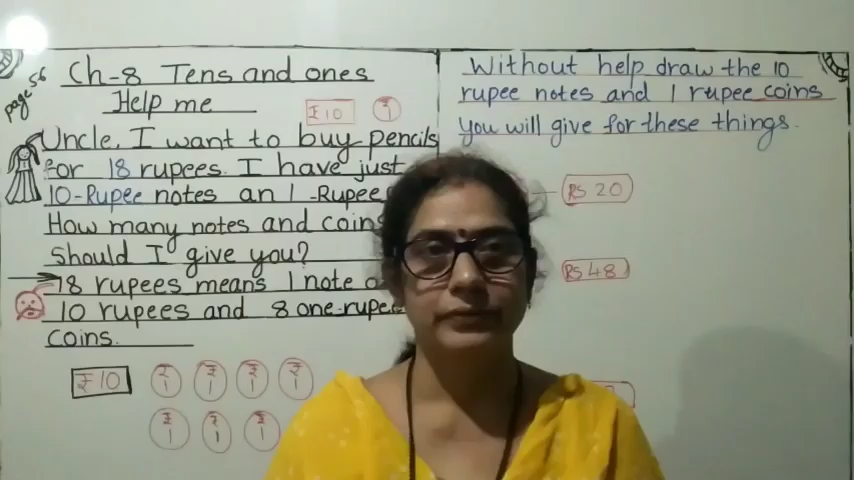 page 56
Ch-8 Tens and ones
Help me
₹10 ₹1
Uncle, I want to buy pencils
for 18 rupees. I have just
10-Rupee notes an 1-Rupee
How many notes and coins
should I give you?
18 rupees means 1 note o
10 rupees and 8 one-rupee
coins.
₹10 ₹1 ₹1 ₹1 ₹1
₹1 ₹1 ₹1
Without help draw the 10
rupee notes and 1 rupee coins
you will give for these things.
RS 20
RS 48